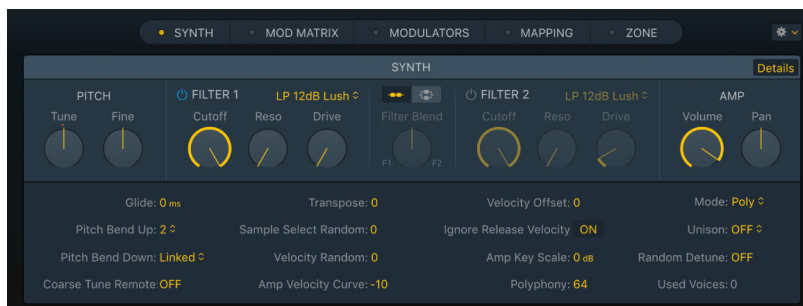 SYNTH MOD MATRIX MODULATORS MAPPING ZONE
SYNTH Details
PITCH FILTER 1 LP 12dB Lush FILTER 2 LP 12dB Lush AMP
Tune Fine Cutoff Reso Drive Filter Blend Cutoff Reso Drive Volume Pan
F1 F2
Glide: 0 ms Transpose: 0 Velocity Offset: 0 Mode: Poly
Pitch Bend Up: 2 Sample Select Random: 0 Ignore Release Velocity ON Unison: OFF
Pitch Bend Down: Linked Velocity Random: 0 Amp Key Scale: 0 dB Random Detune: OFF
Coarse Tune Remote: OFF Amp Velocity Curve: -10 Polyphony: 64 Used Voices: 0